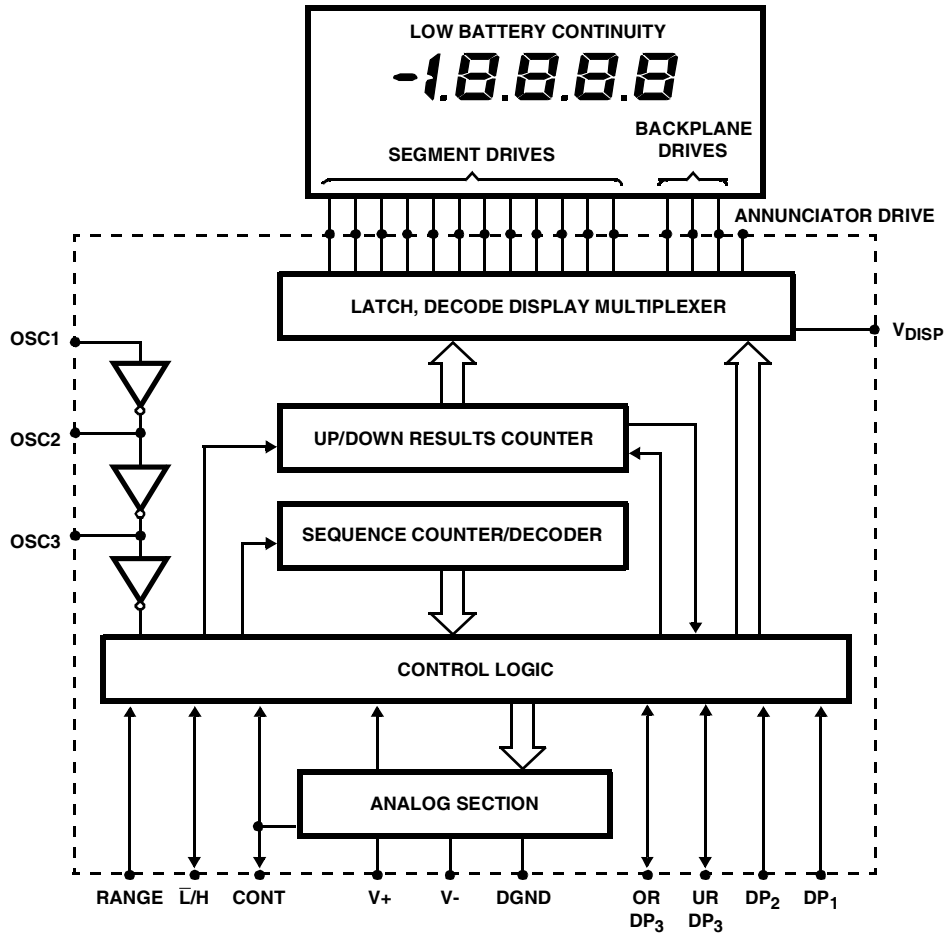 LOW BATTERY CONTINUITY
-1.8.8.8.8
BACKPLANE
DRIVES
SEGMENT DRIVES
ANNUNCIATOR DRIVE
LATCH, DECODE DISPLAY MULTIPLEXER
VDISP
OSC1
OSC2
OSC3
UP/DOWN RESULTS COUNTER
SEQUENCE COUNTER/DECODER
CONTROL LOGIC
ANALOG SECTION
RANGE L̅/H CONT V+ V- DGND OR UR DP2 DP1
DP3 DP3